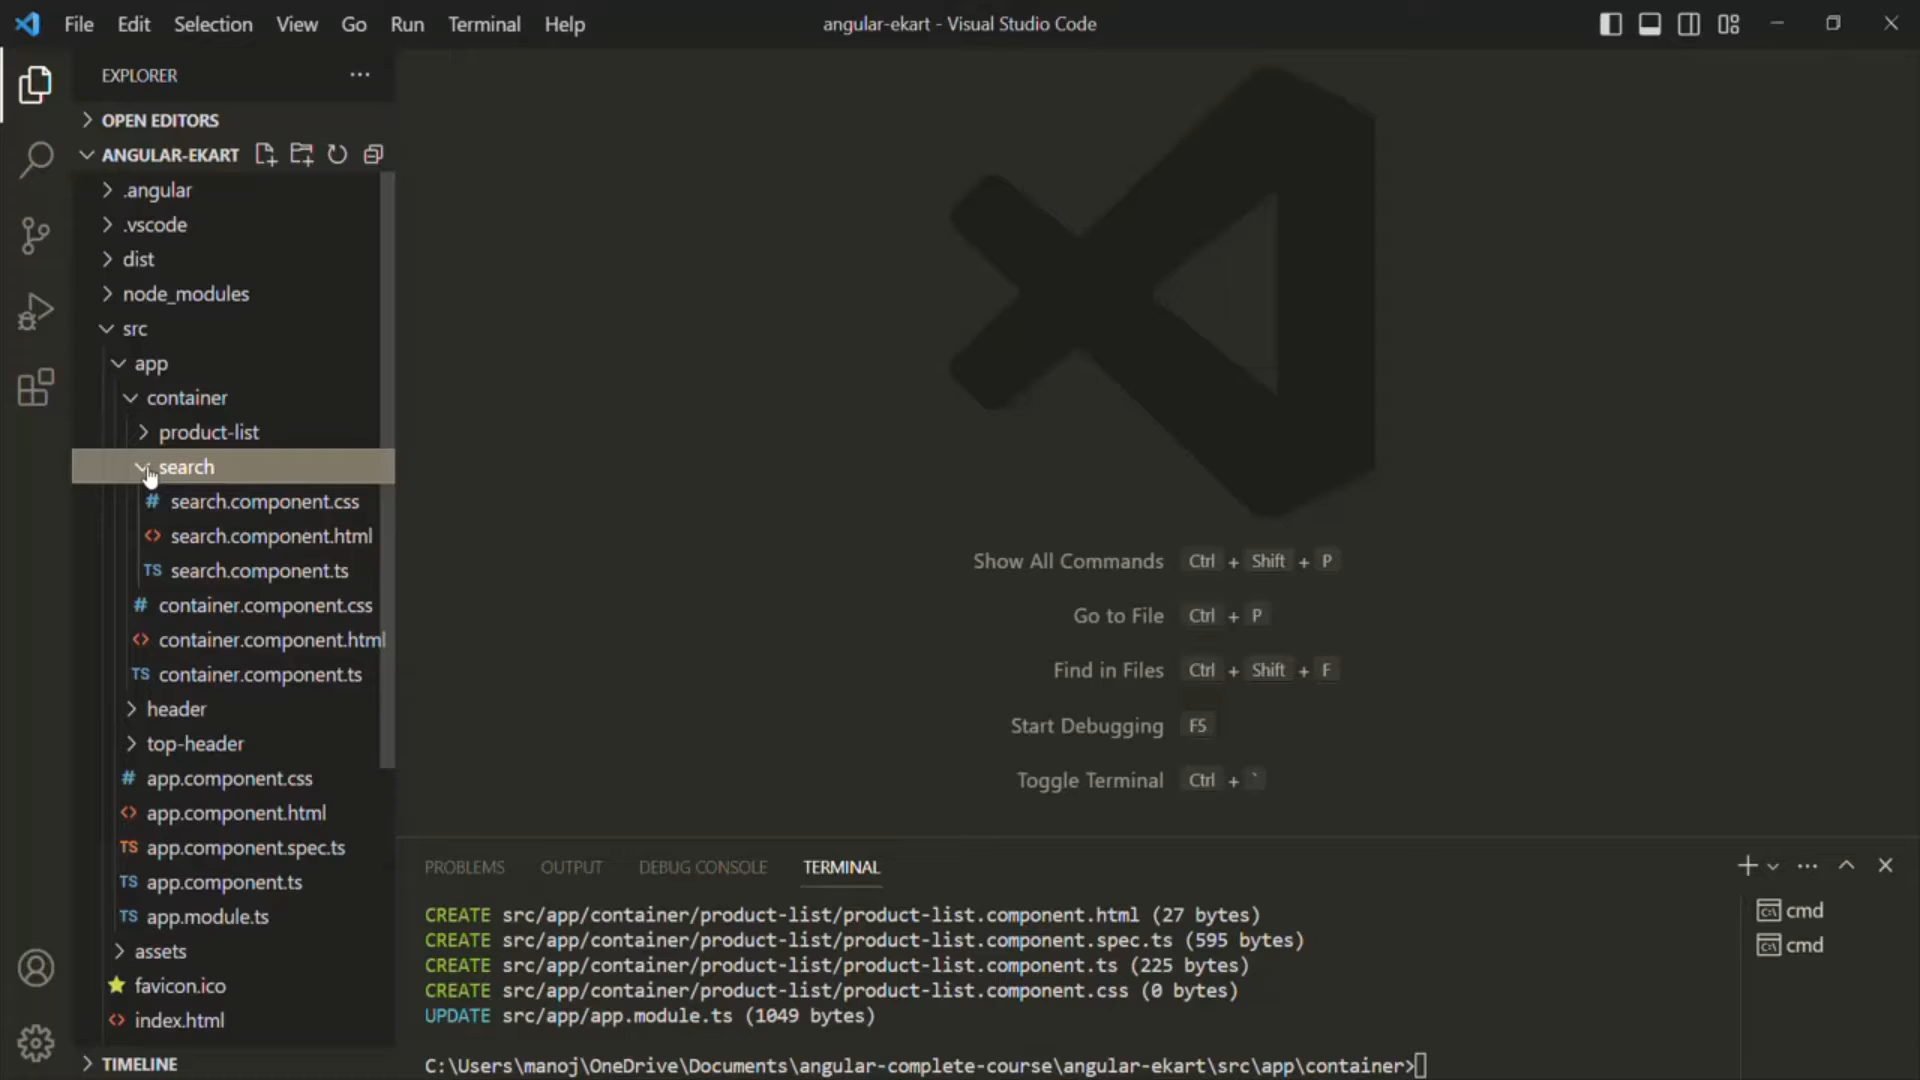 File Edit Selection View Go Run Terminal Help
angular-ekart - Visual Studio Code
EXPLORER
OPEN EDITORS
ANGULAR-EKART
.angular
.vscode
dist
node_modules
src
app
container
product-list
search
# search.component.css
<> search.component.html
TS search.component.ts
# container.component.css
<> container.component.html
TS container.component.ts
header
top-header
# app.component.css
<> app.component.html
TS app.component.spec.ts
TS app.component.ts
TS app.module.ts
assets
favicon.ico
<> index.html
TIMELINE
Show All Commands Ctrl + Shift + P
Go to File Ctrl + P
Find in Files Ctrl + Shift + F
Start Debugging F5
Toggle Terminal Ctrl + `
PROBLEMS OUTPUT DEBUG CONSOLE TERMINAL
CREATE src/app/container/product-list/product-list.component.html (27 bytes)
CREATE src/app/container/product-list/product-list.component.spec.ts (595 bytes)
CREATE src/app/container/product-list/product-list.component.ts (225 bytes)
CREATE src/app/container/product-list/product-list.component.css (0 bytes)
UPDATE src/app/app.module.ts (1049 bytes)
C:\Users\manoj\OneDrive\Documents\angular-complete-course\angular-ekart\src\app\container>
cmd
cmd